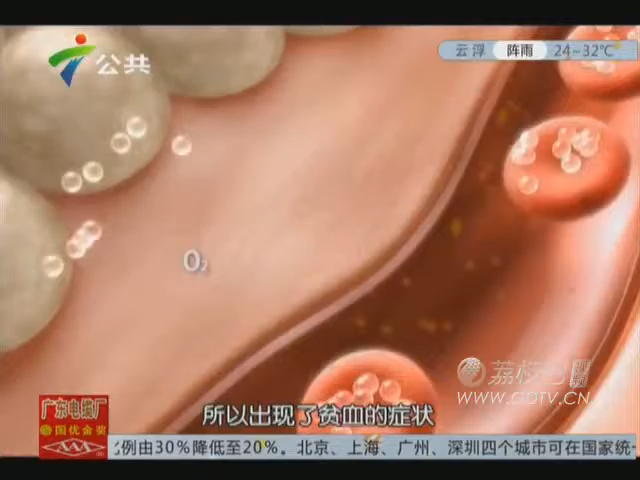 公共
云浮 阵雨 24~32℃
O₂
荔枝
WWW.GDTV.CN
所以出现了贫血的症状
广东电缆厂
国优金奖
AAA
比例由30%降低至20%。北京、上海、广州、深圳四个城市可在国家统一